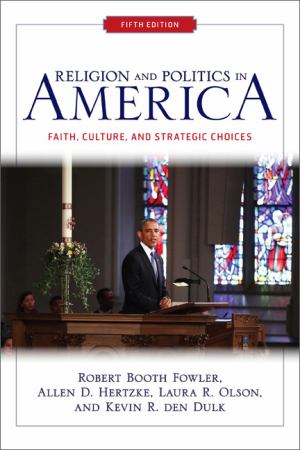 FIFTH EDITION
RELIGION AND POLITICS IN
AMERICA
FAITH, CULTURE, AND STRATEGIC CHOICES
ROBERT BOOTH FOWLER,
ALLEN D. HERTZKE, LAURA R. OLSON,
AND KEVIN R. DEN DULK